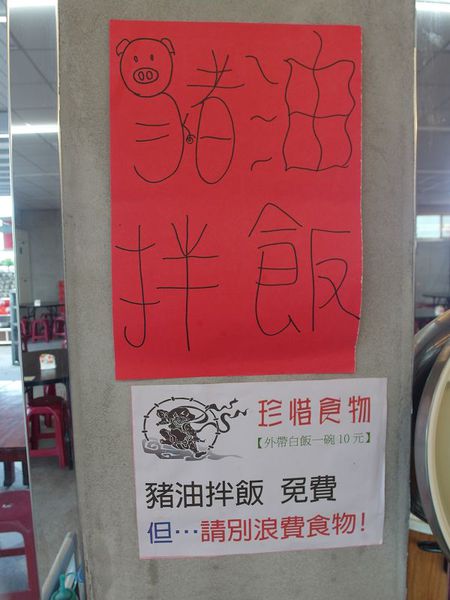 豬油
拌飯
珍惜食物
【外帶白飯一碗10元】
豬油拌飯 免費
但…請別浪費食物!